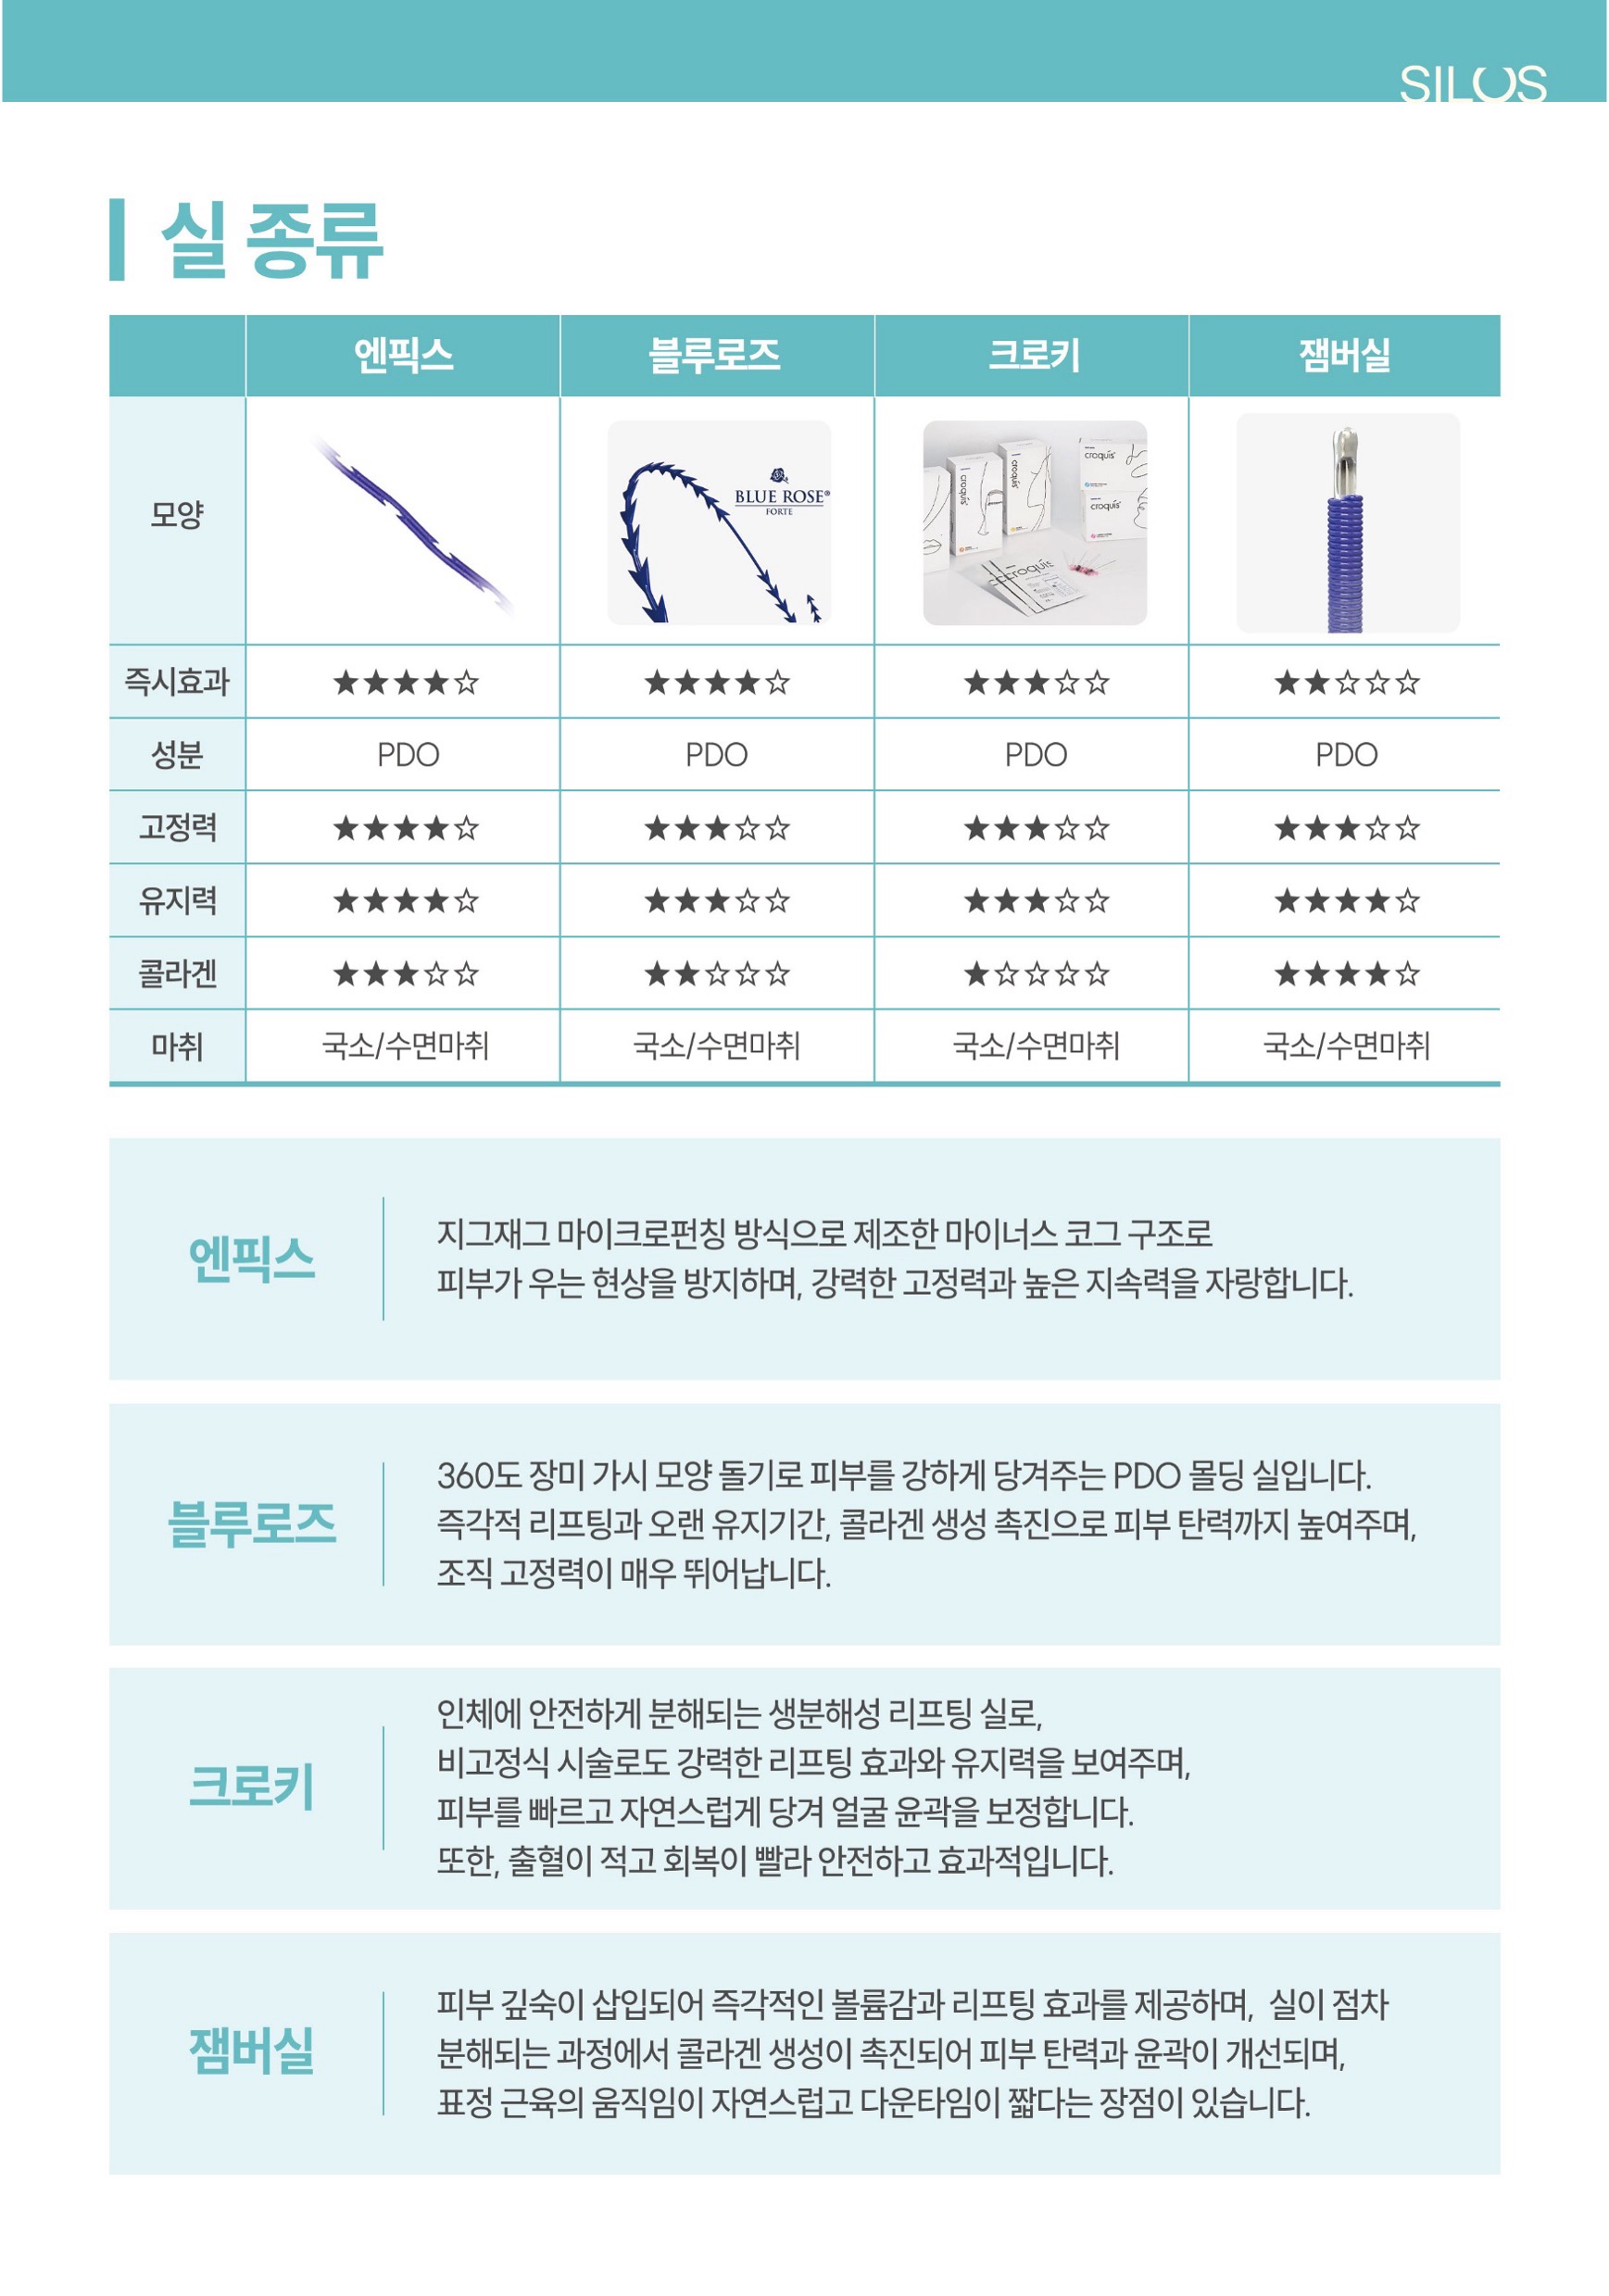 SILOS
실 종류
엔픽스 블루로즈 크로키 잼버실
모양
BLUE ROSE®
FORTE
croquis
croquis
croquis
croquis
croquis
즉시효과 ★★★★☆ ★★★★☆ ★★★☆☆ ★★☆☆☆
성분 PDO PDO PDO PDO
고정력 ★★★★☆ ★★★☆☆ ★★★☆☆ ★★★☆☆
유지력 ★★★★☆ ★★★☆☆ ★★★☆☆ ★★★★☆
콜라겐 ★★★☆☆ ★★☆☆☆ ★☆☆☆☆ ★★★★☆
마취 국소/수면마취 국소/수면마취 국소/수면마취 국소/수면마취
엔픽스
지그재그 마이크로펀칭 방식으로 제조한 마이너스 코그 구조로
피부가 우는 현상을 방지하며, 강력한 고정력과 높은 지속력을 자랑합니다.
블루로즈
360도 장미 가시 모양 돌기로 피부를 강하게 당겨주는 PDO 몰딩 실입니다.
즉각적 리프팅과 오랜 유지기간, 콜라겐 생성 촉진으로 피부 탄력까지 높여주며,
조직 고정력이 매우 뛰어납니다.
크로키
인체에 안전하게 분해되는 생분해성 리프팅 실로,
비고정식 시술로도 강력한 리프팅 효과와 유지력을 보여주며,
피부를 빠르고 자연스럽게 당겨 얼굴 윤곽을 보정합니다.
또한, 출혈이 적고 회복이 빨라 안전하고 효과적입니다.
잼버실
피부 깊숙이 삽입되어 즉각적인 볼륨감과 리프팅 효과를 제공하며, 실이 점차
분해되는 과정에서 콜라겐 생성이 촉진되어 피부 탄력과 윤곽이 개선되며,
표정 근육의 움직임이 자연스럽고 다운타임이 짧다는 장점이 있습니다.